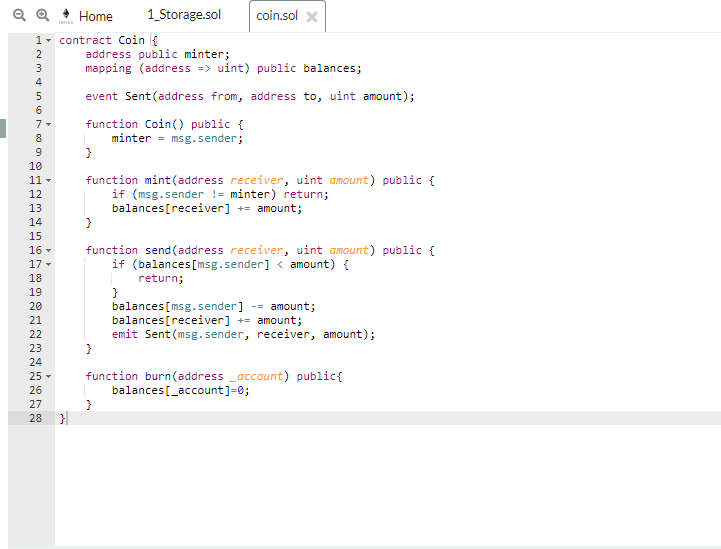 Home 1_Storage.sol coin.sol
1 contract Coin {
2     address public minter;
3     mapping (address => uint) public balances;
4
5     event Sent(address from, address to, uint amount);
6
7     function Coin() public {
8         minter = msg.sender;
9     }
10
11     function mint(address receiver, uint amount) public {
12         if (msg.sender != minter) return;
13         balances[receiver] += amount;
14     }
15
16     function send(address receiver, uint amount) public {
17         if (balances[msg.sender] < amount) {
18             return;
19         }
20         balances[msg.sender] -= amount;
21         balances[receiver] += amount;
22         emit Sent(msg.sender, receiver, amount);
23     }
24
25     function burn(address _account) public{
26         balances[_account]=0;
27     }
28 }